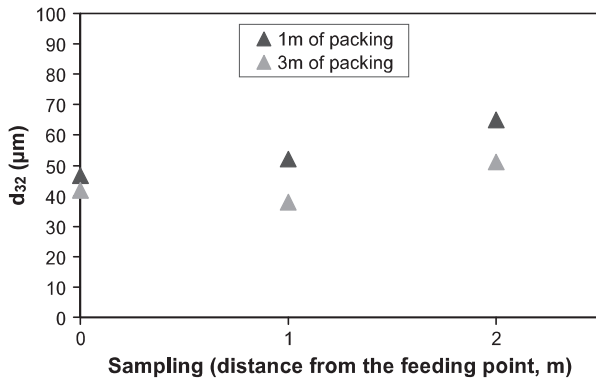 100
90
80
70
60
50
40
30
20
10
0
d32 (µm)
1m of packing
3m of packing
0 1 2
Sampling (distance from the feeding point, m)